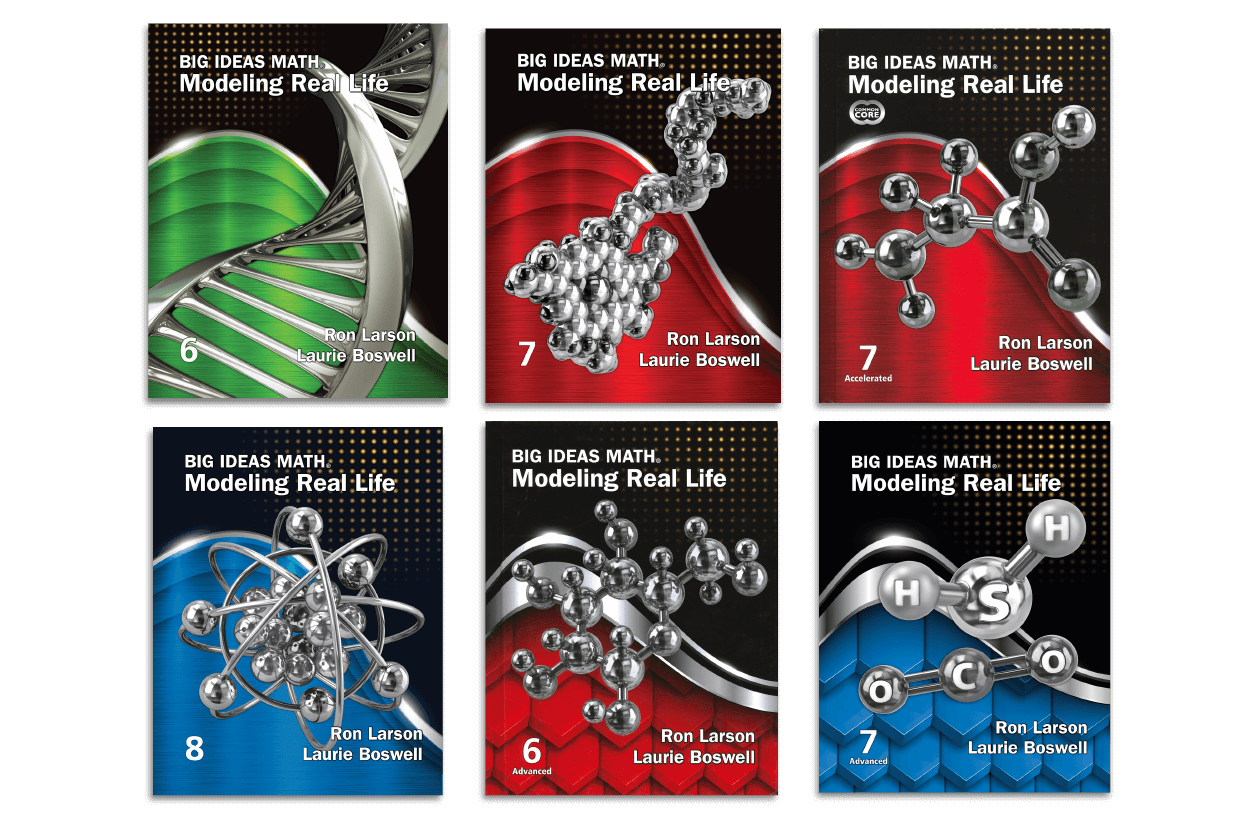 BIG IDEAS MATH®
Modeling Real Life
6
Ron Larson
Laurie Boswell
BIG IDEAS MATH®
Modeling Real Life
7
Ron Larson
Laurie Boswell
BIG IDEAS MATH®
Modeling Real Life
COMMON
CORE
7
Accelerated
Ron Larson
Laurie Boswell
BIG IDEAS MATH®
Modeling Real Life
8
Ron Larson
Laurie Boswell
BIG IDEAS MATH®
Modeling Real Life
6
Advanced
Ron Larson
Laurie Boswell
BIG IDEAS MATH®
Modeling Real Life
H
H
S
O
C
O
7
Advanced
Ron Larson
Laurie Boswell